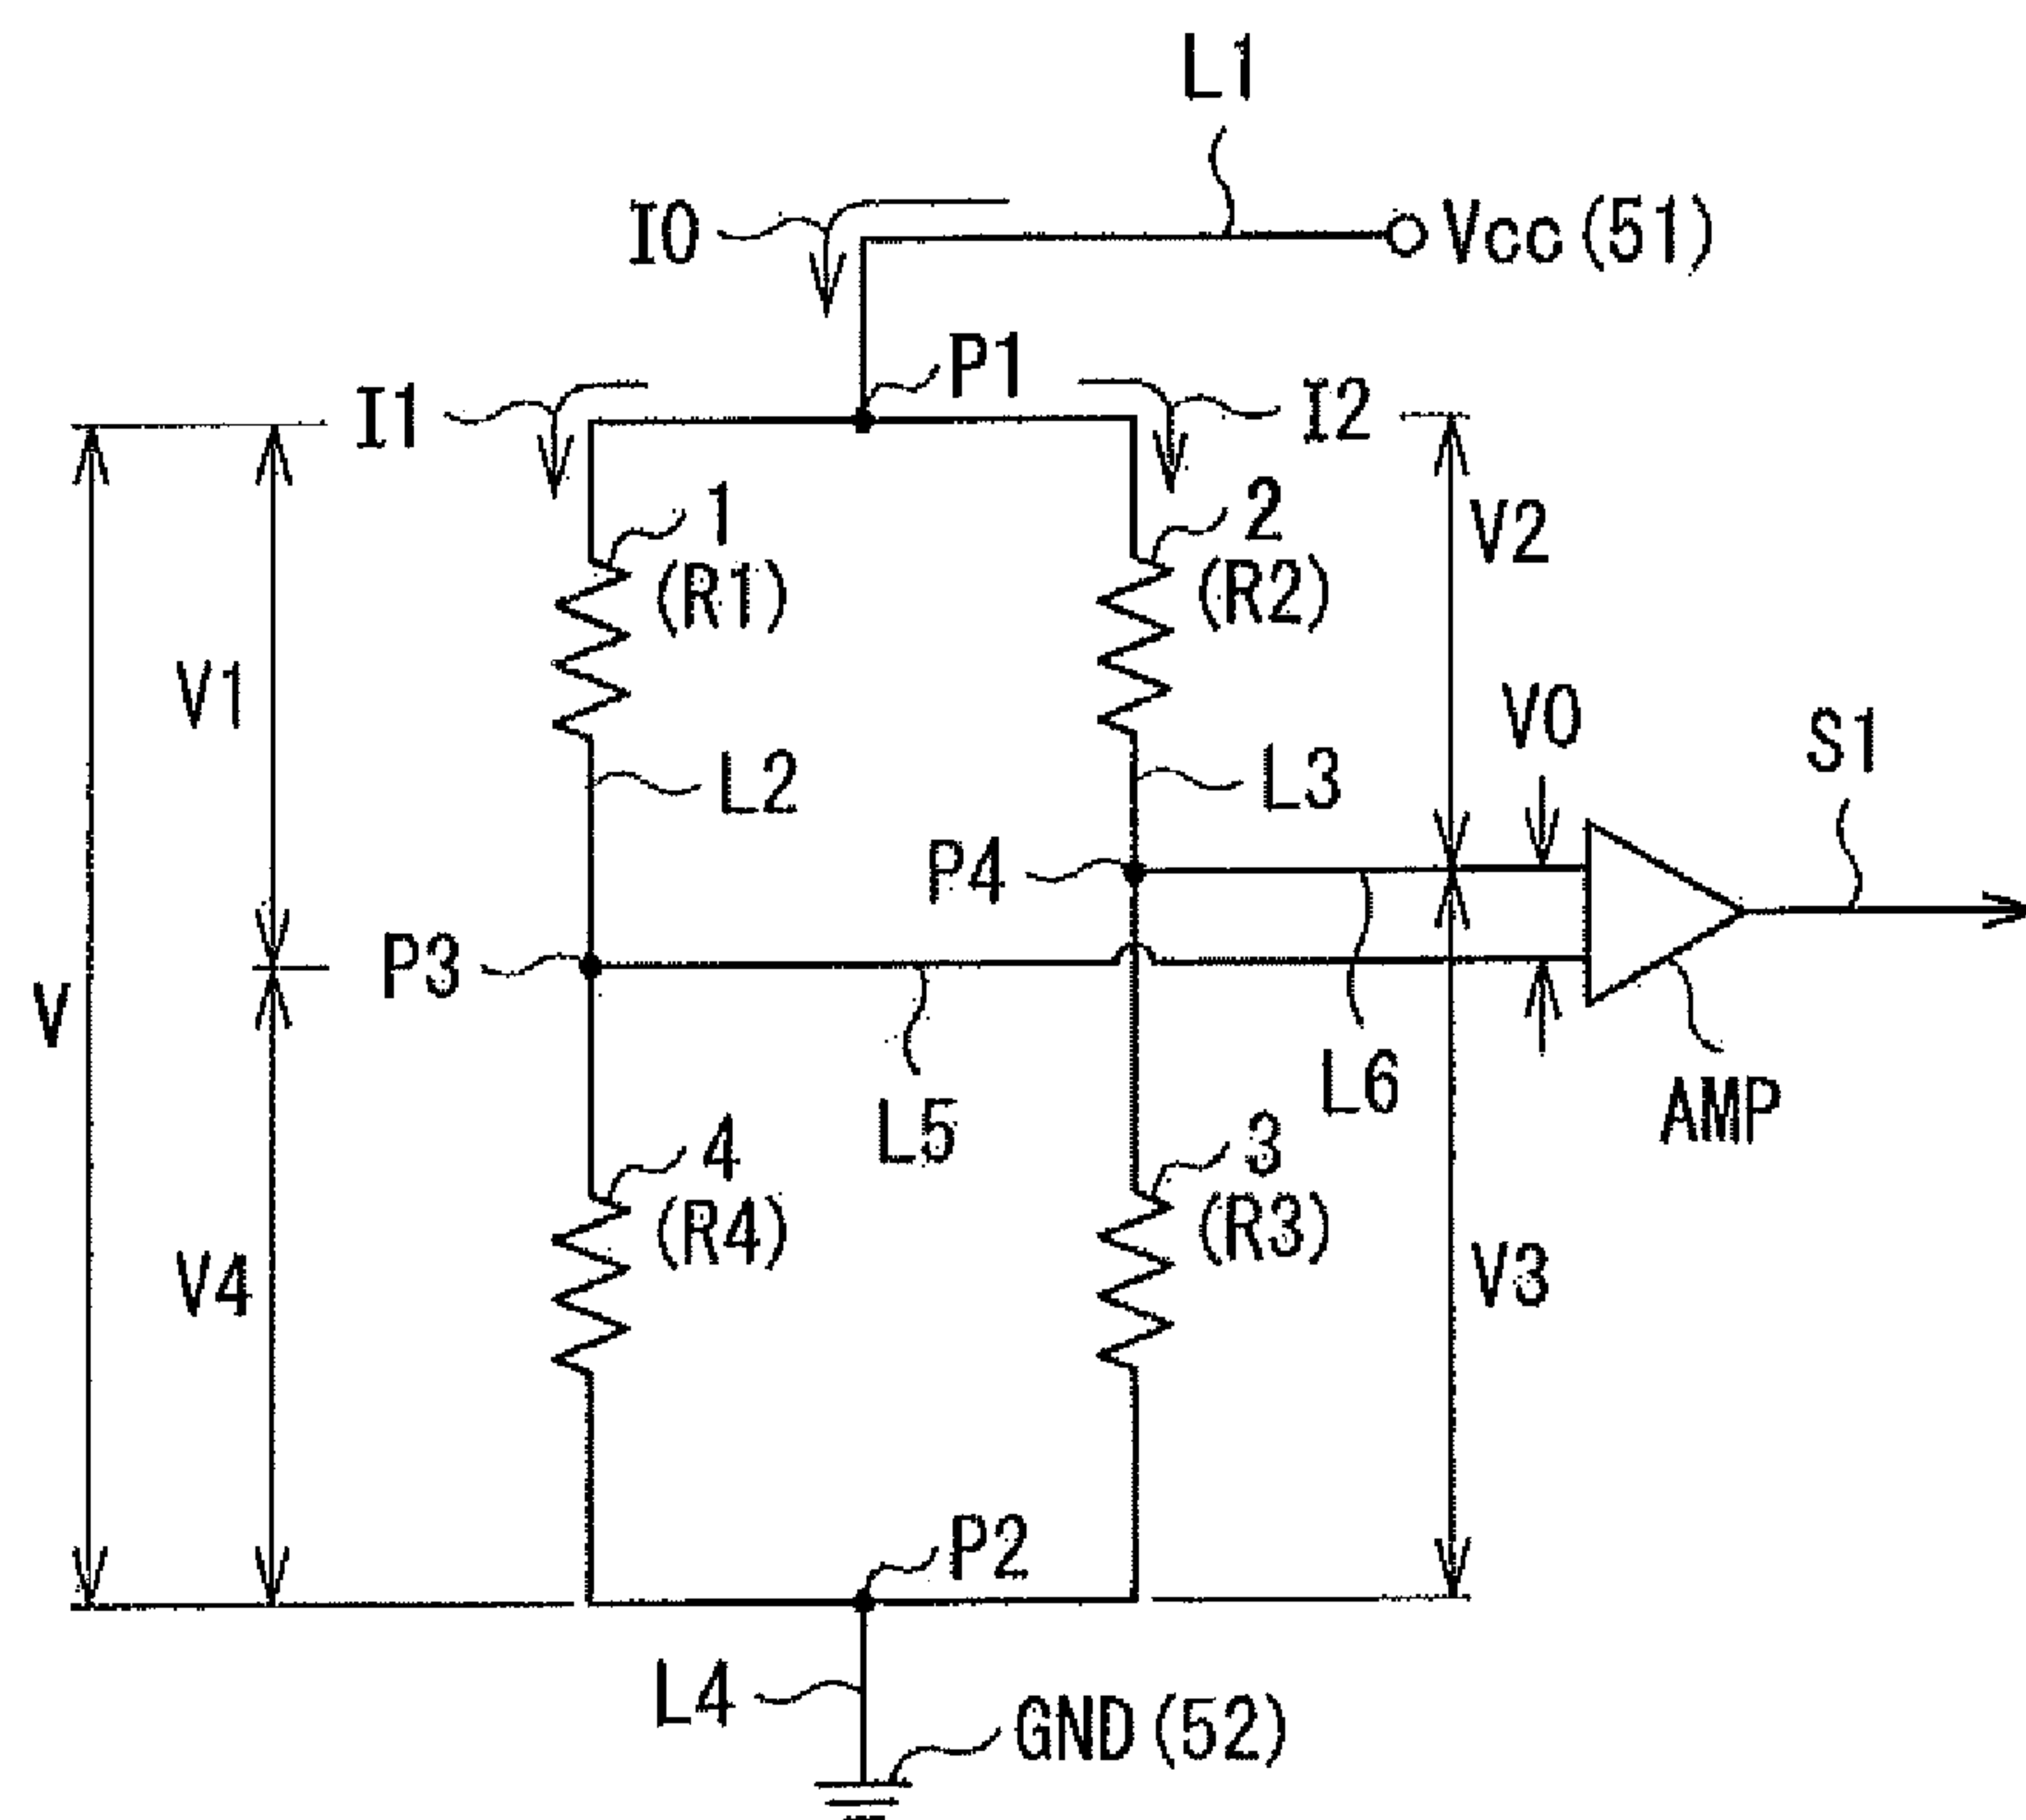 L1
I0
Vcc(51)
P1
I1
I2
1
(R1)
2
(R2)
V2
V1
V0
S1
L2
L3
P4
P3
V
L5
L6
AMP
4
(R4)
3
(R3)
V4
V3
P2
L4
GND(52)